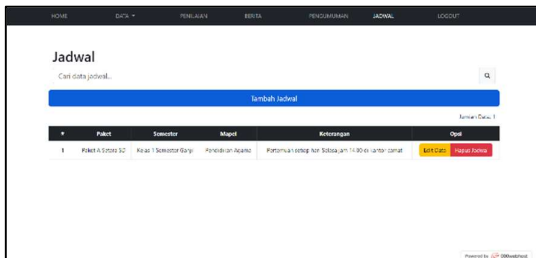 HOME DATA PENILAIAN BERITA PENGUMUMAN JADWAL LOGOUT
Jadwal
Cari data jadwal...
Tambah Jadwal
Jumlah Data: 1
# Paket Semester Mapel Keterangan Opsi
1 Paket A Setara SD Kelas 1 Semester Ganjil Pendidikan Agama Pertemuan setiap hari Selasa jam 14.00 di kantor camat Edit Data Hapus Jadwal
Powered by 000webhost